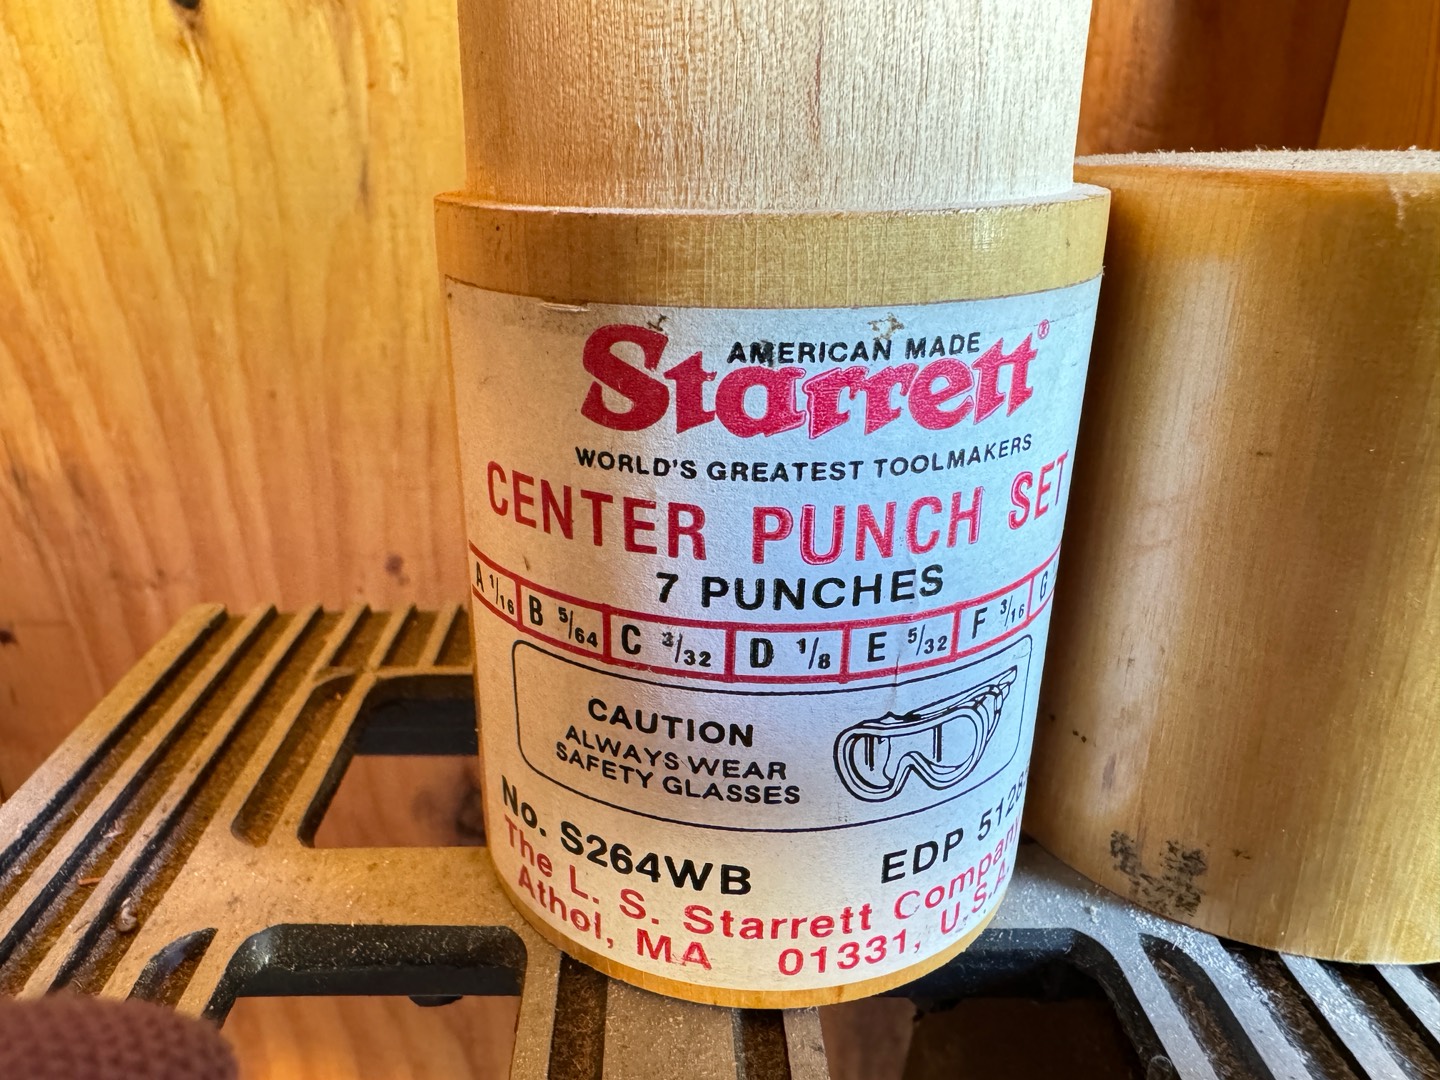 AMERICAN MADE
Starrett®
WORLD'S GREATEST TOOLMAKERS
CENTER PUNCH SET
7 PUNCHES
A 1/16 B 5/64 C 3/32 D 1/8 E 5/32 F 3/16 G
CAUTION
ALWAYS WEAR
SAFETY GLASSES
No. S264WB EDP
The L. S. Starrett Company
Athol, MA 01331, U.S.A.